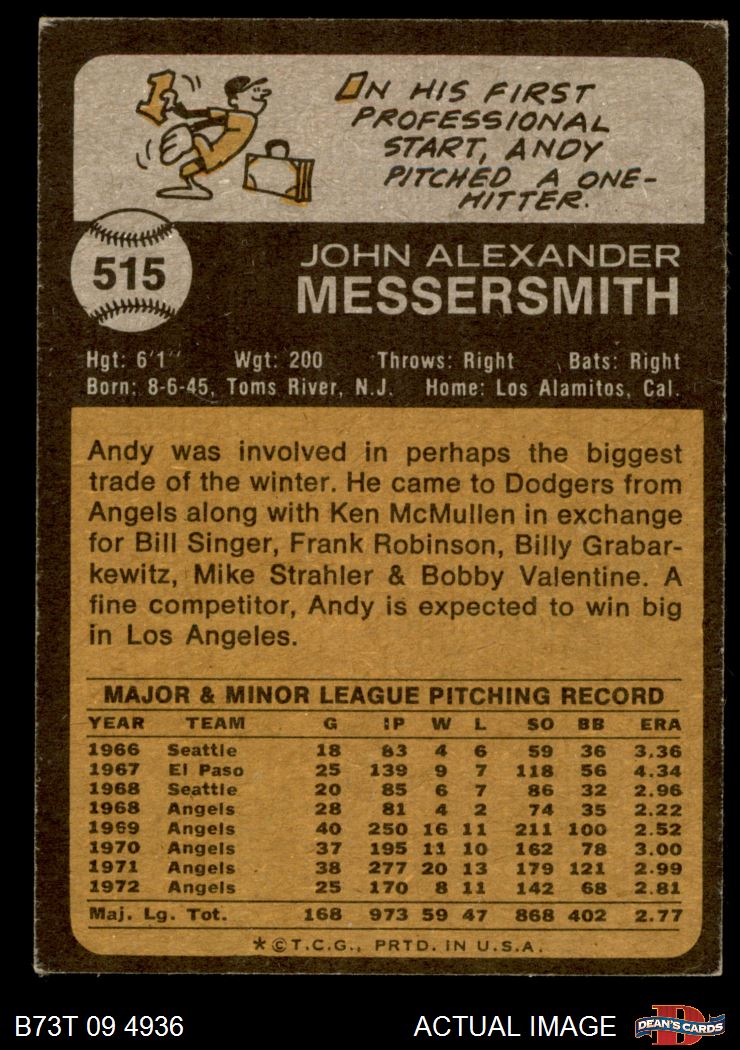 IN HIS FIRST
PROFESSIONAL
START, ANDY
PITCHED A ONE-
HITTER.
1
515
JOHN ALEXANDER
MESSERSMITH
Hgt: 6'1" Wgt: 200 Throws: Right Bats: Right
Born: 8-6-45, Toms River, N.J. Home: Los Alamitos, Cal.
Andy was involved in perhaps the biggest
trade of the winter. He came to Dodgers from
Angels along with Ken McMullen in exchange
for Bill Singer, Frank Robinson, Billy Grabar-
kewitz, Mike Strahler & Bobby Valentine. A
fine competitor, Andy is expected to win big
in Los Angeles.
MAJOR & MINOR LEAGUE PITCHING RECORD
YEAR TEAM G IP W L SO BB ERA
1966 Seattle 18 83 4 6 59 36 3.36
1967 El Paso 25 139 9 7 118 56 4.34
1968 Seattle 20 85 6 7 86 32 2.96
1968 Angels 28 81 4 2 74 35 2.22
1969 Angels 40 250 16 11 211 100 2.52
1970 Angels 37 195 11 10 162 78 3.00
1971 Angels 38 277 20 13 179 121 2.99
1972 Angels 25 170 8 11 142 68 2.81
Maj. Lg. Tot. 168 973 59 47 868 402 2.77
*©T.C.G., PRTD. IN U.S.A.
B73T 09 4936 ACTUAL IMAGE D DEAN'S CARDS